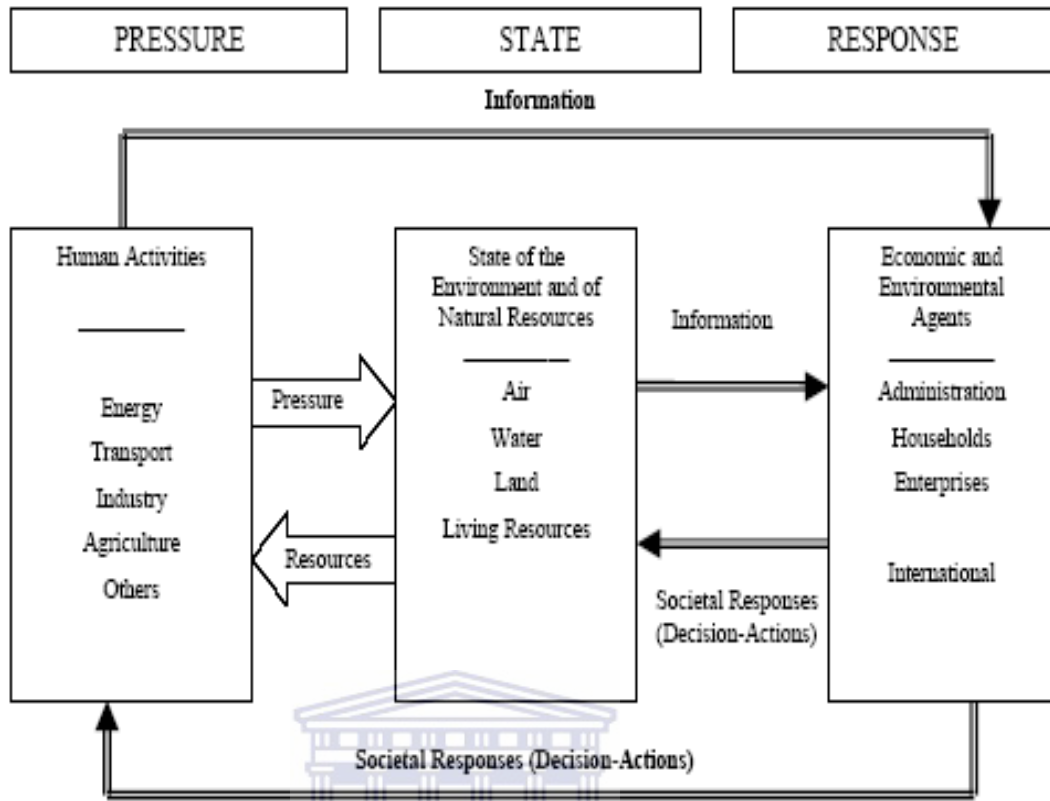 PRESSURE
STATE
RESPONSE
Information
Human Activities
Energy
Transport
Industry
Agriculture
Others
Pressure
Resources
State of the
Environment and of
Natural Resources
Air
Water
Land
Living Resources
Information
Societal Responses
(Decision-Actions)
Economic and
Environmental
Agents
Administration
Households
Enterprises
International
Societal Responses (Decision-Actions)